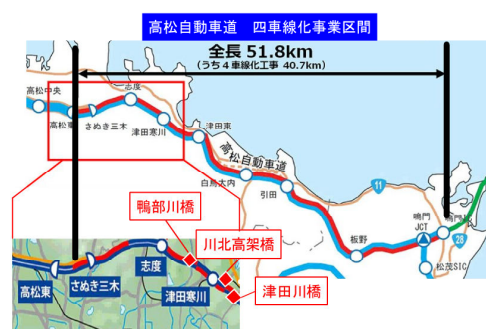 高松自動車道 四車線化事業区間
全長 51.8km
(うち4車線化工事 40.7km)
高松中央
志度
高松東
さぬき三木
津田寒川
津田東
高松自動車道
白鳥大内
引田
11
鳴門
JCT
鳴門
28
板野
松茂SIC
鴨部川橋
川北高架橋
志度
さぬき三木
高松東
津田寒川
津田川橋